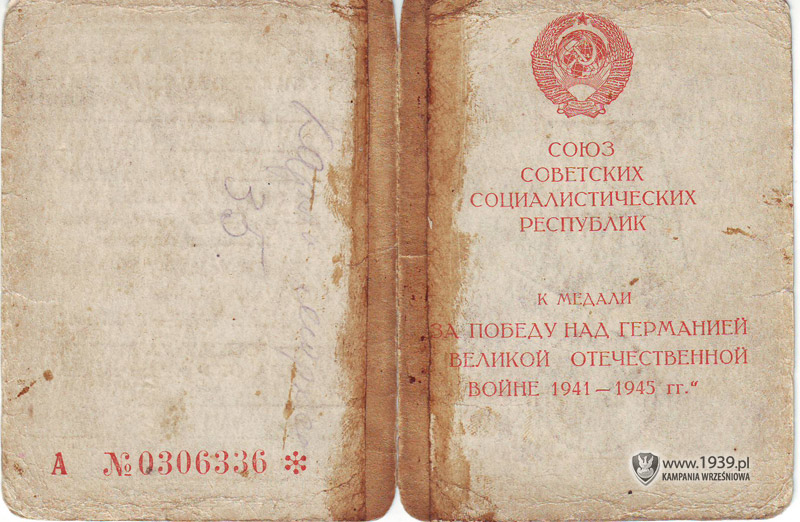 35
А №0306336 *
СОЮЗ
СОВЕТСКИХ
СОЦИАЛИСТИЧЕСКИХ
РЕСПУБЛИК
К МЕДАЛИ
ЗА ПОБЕДУ НАД ГЕРМАНИЕЙ
ВЕЛИКОЙ ОТЕЧЕСТВЕННОЙ
ВОЙНЕ 1941—1945 гг.“
www.1939.pl
KAMPANIA WRZEŚNIOWA